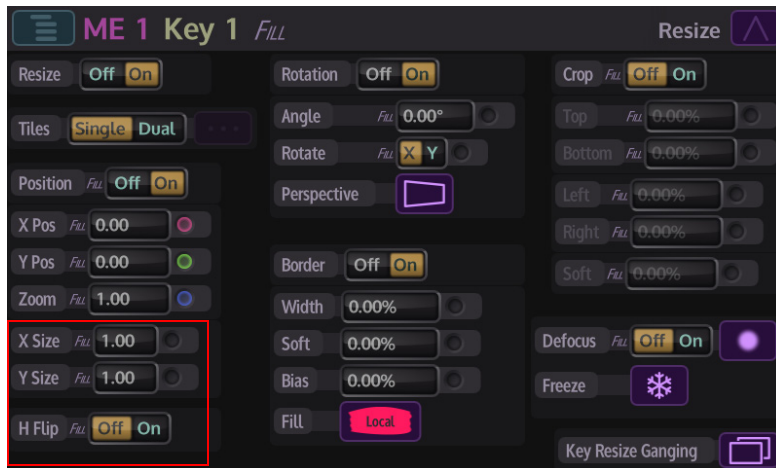 ME 1 Key 1 Fill Resize
Resize Off On
Tiles Single Dual
Position Fill Off On
X Pos Fill 0.00
Y Pos Fill 0.00
Zoom Fill 1.00
X Size Fill 1.00
Y Size Fill 1.00
H Flip Fill Off On
Rotation Off On
Angle Fill 0.00°
Rotate Fill X Y
Perspective
Border Off On
Width 0.00%
Soft 0.00%
Bias 0.00%
Fill Local
Crop Fill Off On
Top Fill 0.00%
Bottom Fill 0.00%
Left Fill 0.00%
Right Fill 0.00%
Soft Fill 0.00%
Defocus Fill Off On
Freeze
Key Resize Ganging